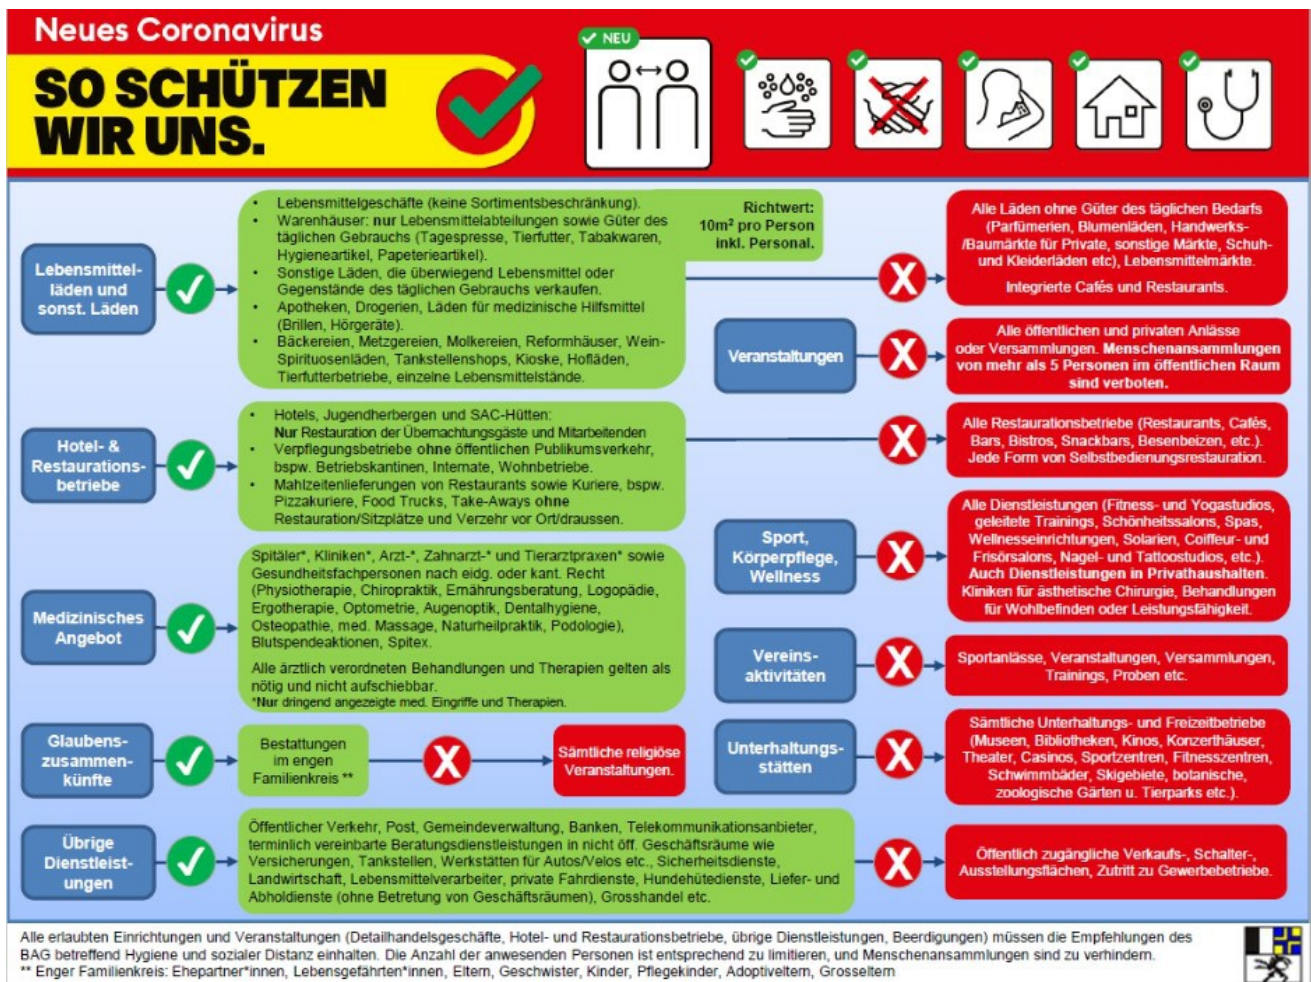 Neues Coronavirus
SO SCHÜTZEN
WIR UNS.
NEU
Lebensmittel-
läden und
sonst. Läden
• Lebensmittelgeschäfte (keine Sortimentsbeschränkung).
• Warenhäuser: nur Lebensmittelabteilungen sowie Güter des
täglichen Gebrauchs (Tagespresse, Tierfutter, Tabakwaren,
Hygieneartikel, Papeterieartikel).
• Sonstige Läden, die überwiegend Lebensmittel oder
Gegenstände des täglichen Gebrauchs verkaufen.
• Apotheken, Drogerien, Läden für medizinische Hilfsmittel
(Brillen, Hörgeräte).
• Bäckereien, Metzgereien, Molkereien, Reformhäuser, Wein-
Spirituosenläden, Tankstellenshops, Kioske, Hofläden,
Tierfutterbetriebe, einzelne Lebensmittelstände.
Richtwert:
10m² pro Person
inkl. Personal.
X
Alle Läden ohne Güter des täglichen Bedarfs
(Parfümerien, Blumenläden, Handwerks-
/Baumärkte für Private, sonstige Märkte, Schuh-
und Kleiderläden etc), Lebensmittelmärkte.
Integrierte Cafés und Restaurants.
Veranstaltungen
X
Alle öffentlichen und privaten Anlässe
oder Versammlungen. Menschenansammlungen
von mehr als 5 Personen im öffentlichen Raum
sind verboten.
Hotel- &
Restaurations-
betriebe
• Hotels, Jugendherbergen und SAC-Hütten:
Nur Restauration der Übernachtungsgäste und Mitarbeitenden
• Verpflegungsbetriebe ohne öffentlichen Publikumsverkehr,
bspw. Betriebskantinen, Internate, Wohnbetriebe.
• Mahlzeitenlieferungen von Restaurants sowie Kuriere, bspw.
Pizzakuriere, Food Trucks, Take-Aways ohne
Restauration/Sitzplätze und Verzehr vor Ort/draussen.
X
Alle Restaurationsbetriebe (Restaurants, Cafés,
Bars, Bistros, Snackbars, Besenbeizen, etc.).
Jede Form von Selbstbedienungsrestauration.
Sport,
Körperpflege,
Wellness
X
Alle Dienstleistungen (Fitness- und Yogastudios,
geleitete Trainings, Schönheitssalons, Spas,
Wellnesseinrichtungen, Solarien, Coiffeur- und
Frisörsalons, Nagel- und Tattoostudios, etc.).
Auch Dienstleistungen in Privathaushalten.
Kliniken für ästhetische Chirurgie, Behandlungen
für Wohlbefinden oder Leistungsfähigkeit.
Medizinisches
Angebot
Spitäler*, Kliniken*, Arzt-*, Zahnarzt-* und Tierarztpraxen* sowie
Gesundheitsfachpersonen nach eidg. oder kant. Recht
(Physiotherapie, Chiropraktik, Ernährungsberatung, Logopädie,
Ergotherapie, Optometrie, Augenoptik, Dentalhygiene,
Osteopathie, med. Massage, Naturheilpraktik, Podologie),
Blutspendeaktionen, Spitex.
Alle ärztlich verordneten Behandlungen und Therapien gelten als
nötig und nicht aufschiebbar.
*Nur dringend angezeigte med. Eingriffe und Therapien.
Vereins-
aktivitäten
X
Sportanlässe, Veranstaltungen, Versammlungen,
Trainings, Proben etc.
Glaubens-
zusammen-
künfte
Bestattungen
im engen
Familienkreis **
X
Sämtliche religiöse
Veranstaltungen.
Unterhaltungs-
stätten
X
Sämtliche Unterhaltungs- und Freizeitbetriebe
(Museen, Bibliotheken, Kinos, Konzerthäuser,
Theater, Casinos, Sportzentren, Fitnesszentren,
Schwimmbäder, Skigebiete, botanische,
zoologische Gärten u. Tierparks etc.).
Übrige
Dienstleist-
ungen
Öffentlicher Verkehr, Post, Gemeindeverwaltung, Banken, Telekommunikationsanbieter,
terminlich vereinbarte Beratungsdienstleistungen in nicht öff. Geschäftsräume wie
Versicherungen, Tankstellen, Werkstätten für Autos/Velos etc., Sicherheitsdienste,
Landwirtschaft, Lebensmittelverarbeiter, private Fahrdienste, Hundehütedienste, Liefer- und
Abholdienste (ohne Betretung von Geschäftsräumen), Grosshandel etc.
X
Öffentlich zugängliche Verkaufs-, Schalter-,
Ausstellungsflächen, Zutritt zu Gewerbebetriebe.
Alle erlaubten Einrichtungen und Veranstaltungen (Detailhandelsgeschäfte, Hotel- und Restaurationsbetriebe, übrige Dienstleistungen, Beerdigungen) müssen die Empfehlungen des
BAG betreffend Hygiene und sozialer Distanz einhalten. Die Anzahl der anwesenden Personen ist entsprechend zu limitieren, und Menschenansammlungen sind zu verhindern.
** Enger Familienkreis: Ehepartner*innen, Lebensgefährten*innen, Eltern, Geschwister, Kinder, Pflegekinder, Adoptiveltern, Grosseltern